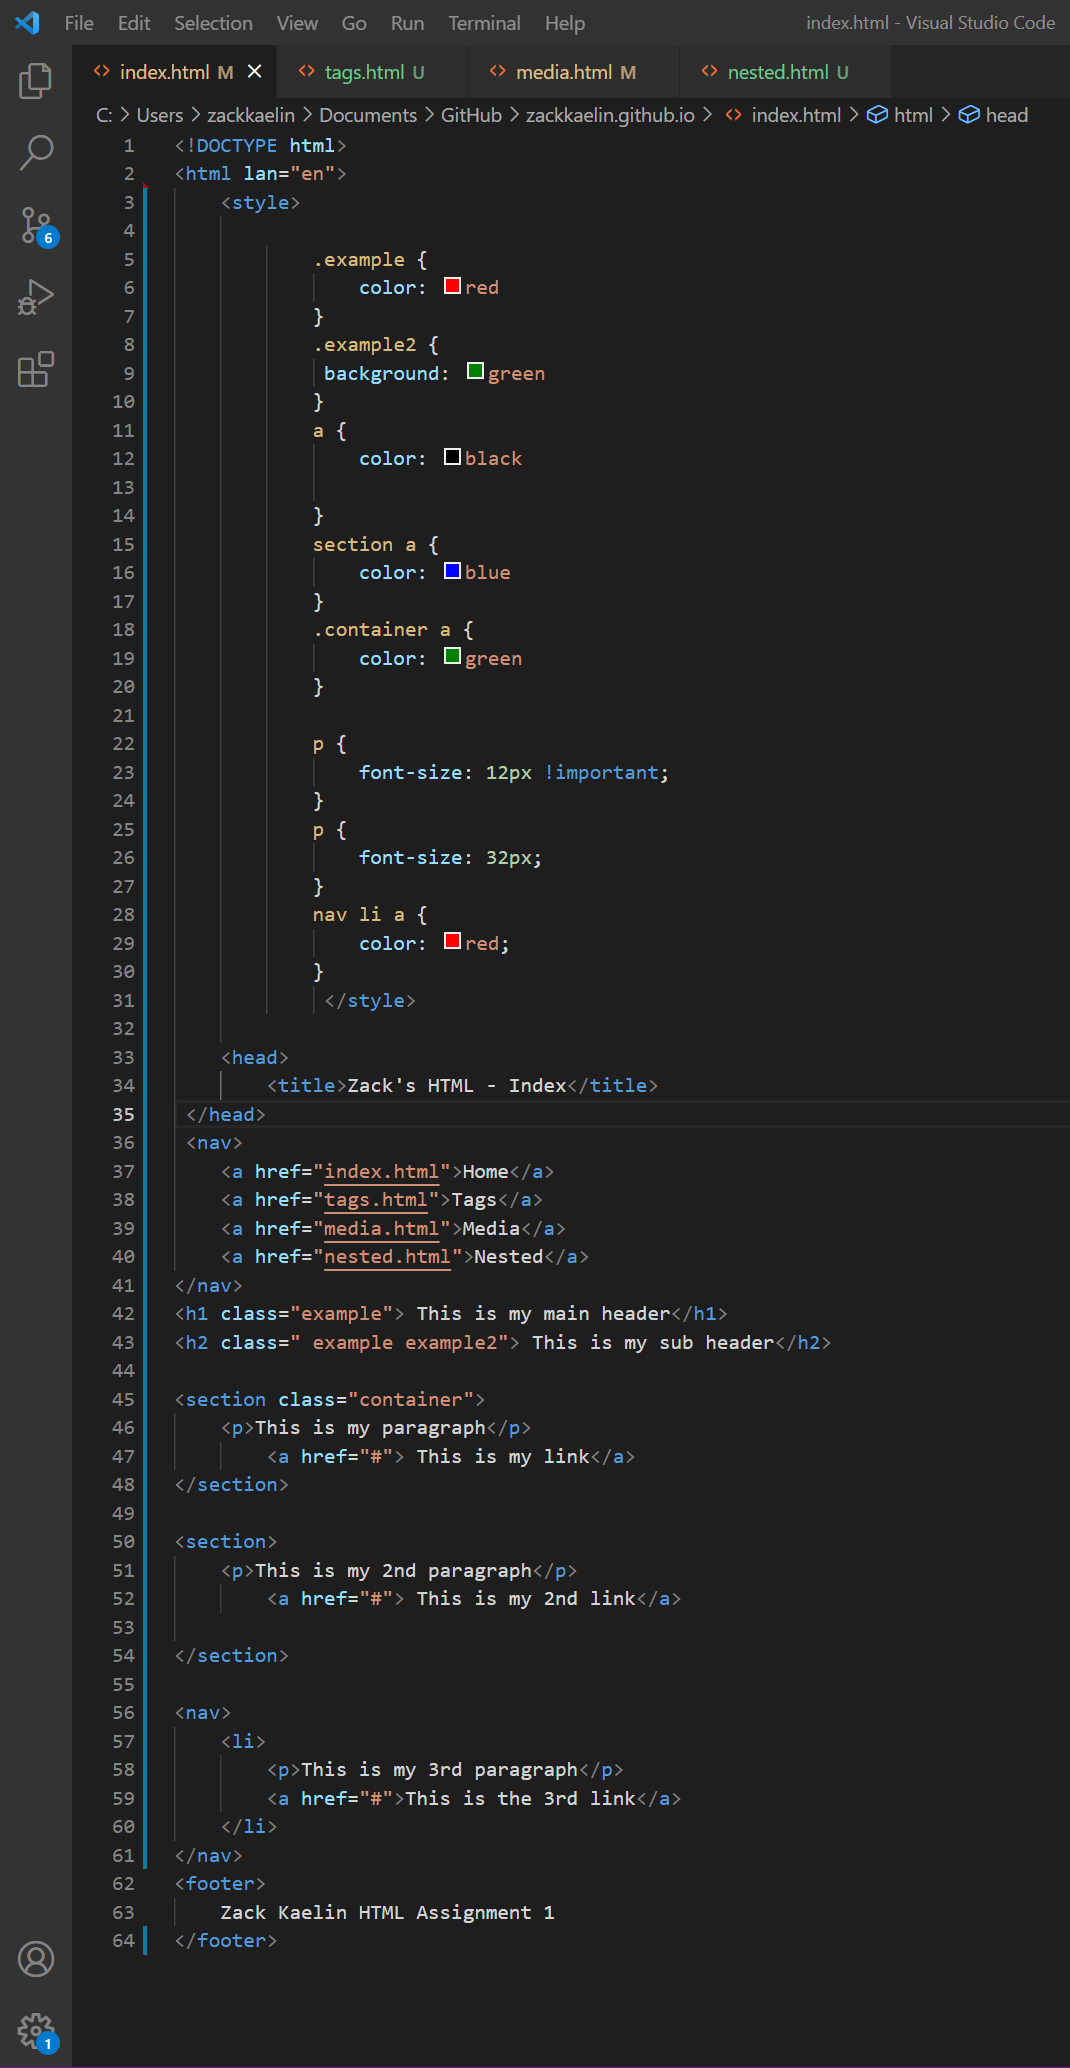 File Edit Selection View Go Run Terminal Help index.html - Visual Studio Code
index.html M tags.html U media.html M nested.html U
C: > Users > zackkaelin > Documents > GitHub > zackkaelin.github.io > index.html > html > head
1 <!DOCTYPE html>
2 <html lan="en">
3 <style>
4
5 .example {
6 color: red
7 }
8 .example2 {
9 background: green
10 }
11 a {
12 color: black
13
14 }
15 section a {
16 color: blue
17 }
18 .container a {
19 color: green
20 }
21
22 p {
23 font-size: 12px !important;
24 }
25 p {
26 font-size: 32px;
27 }
28 nav li a {
29 color: red;
30 }
31 </style>
32
33 <head>
34 <title>Zack's HTML - Index</title>
35 </head>
36 <nav>
37 <a href="index.html">Home</a>
38 <a href="tags.html">Tags</a>
39 <a href="media.html">Media</a>
40 <a href="nested.html">Nested</a>
41 </nav>
42 <h1 class="example"> This is my main header</h1>
43 <h2 class=" example example2"> This is my sub header</h2>
44
45 <section class="container">
46 <p>This is my paragraph</p>
47 <a href="#"> This is my link</a>
48 </section>
49
50 <section>
51 <p>This is my 2nd paragraph</p>
52 <a href="#"> This is my 2nd link</a>
53
54 </section>
55
56 <nav>
57 <li>
58 <p>This is my 3rd paragraph</p>
59 <a href="#">This is the 3rd link</a>
60 </li>
61 </nav>
62 <footer>
63 Zack Kaelin HTML Assignment 1
64 </footer>
6
1